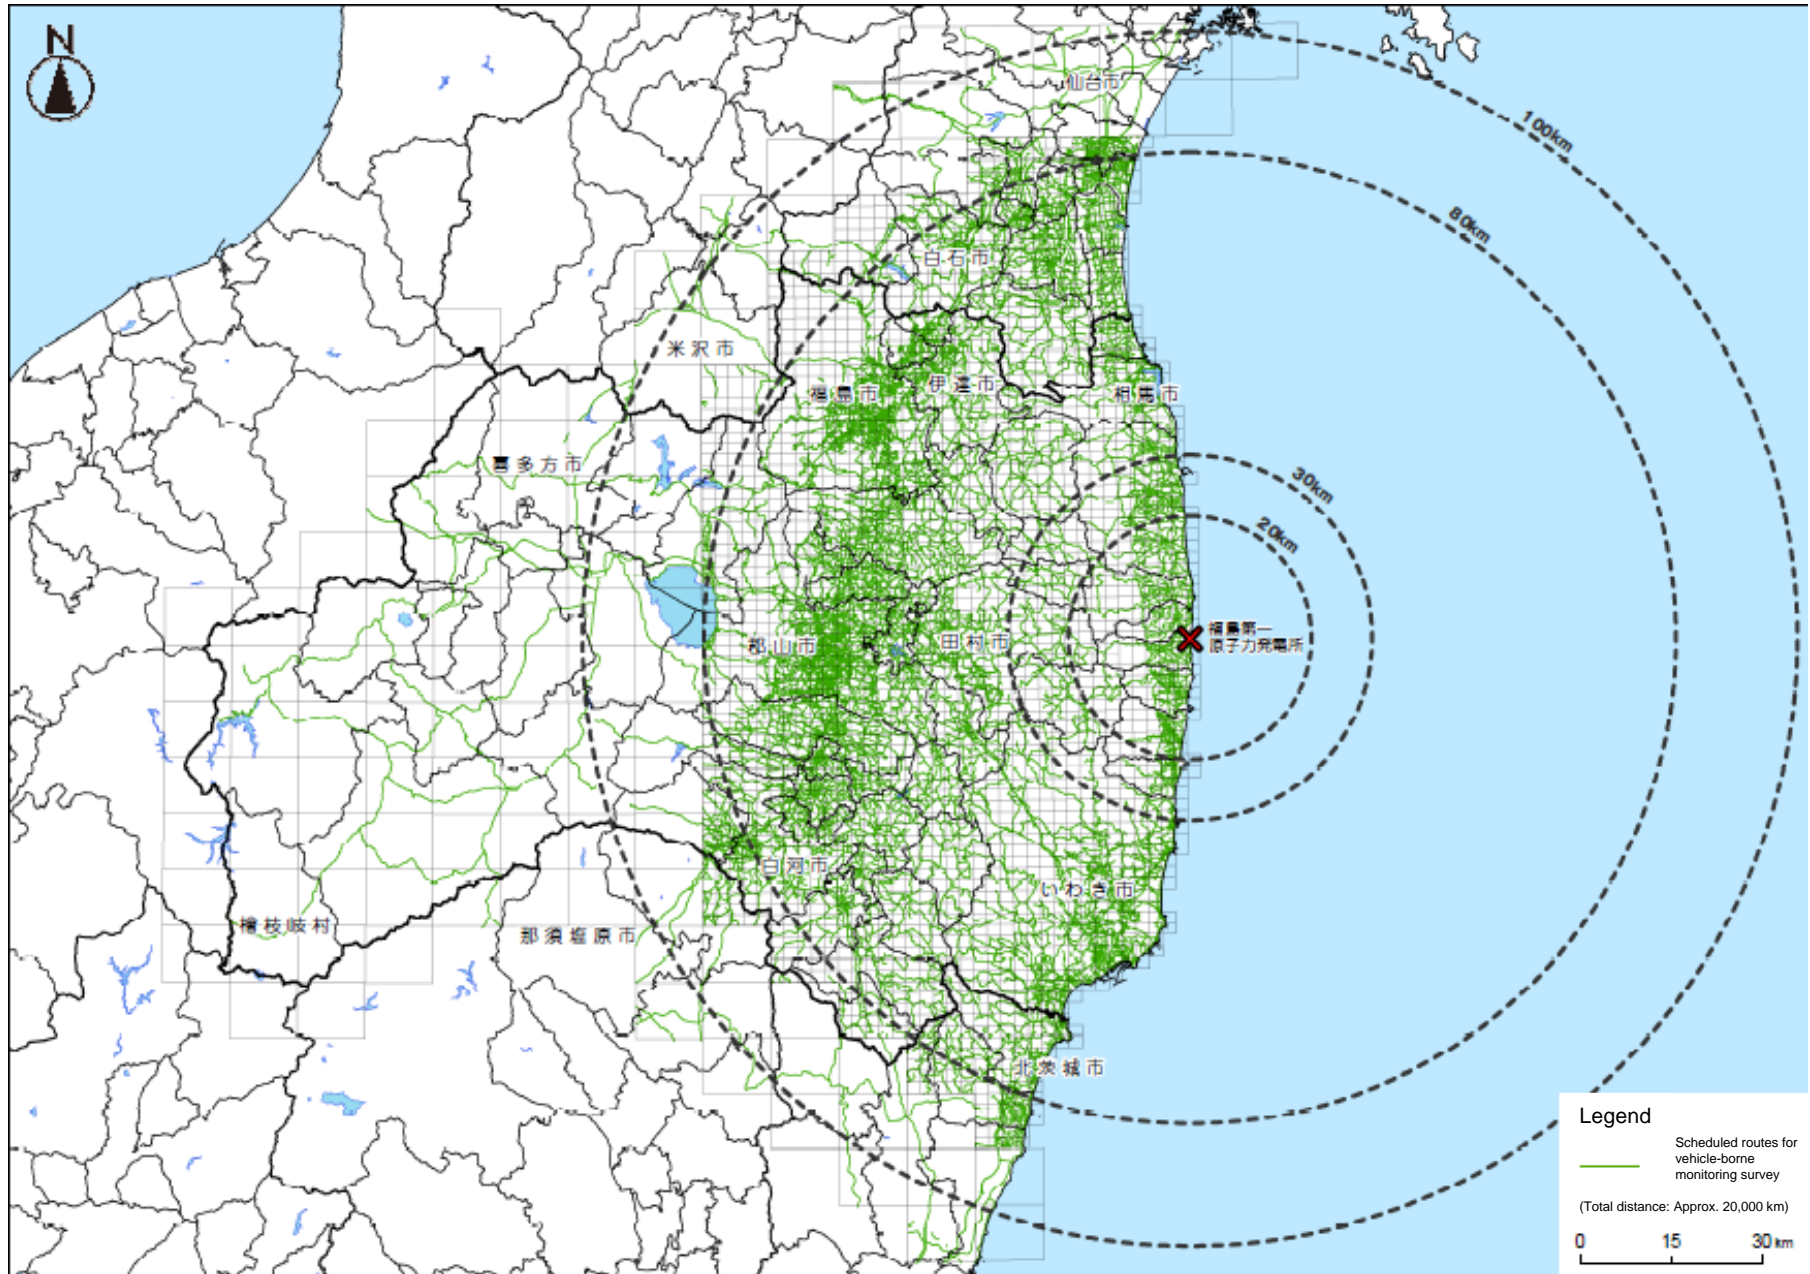 N
仙台市
100km
80km
白石市
米沢市
福島市
伊達市
相馬市
喜多方市
30km
20km
福島第一
原子力発電所
郡山市
田村市
白河市
いわき市
檜枝岐村
那須塩原市
北茨城市
Legend
Scheduled routes for
vehicle-borne
monitoring survey
(Total distance: Approx. 20,000 km)
0 15 30 km